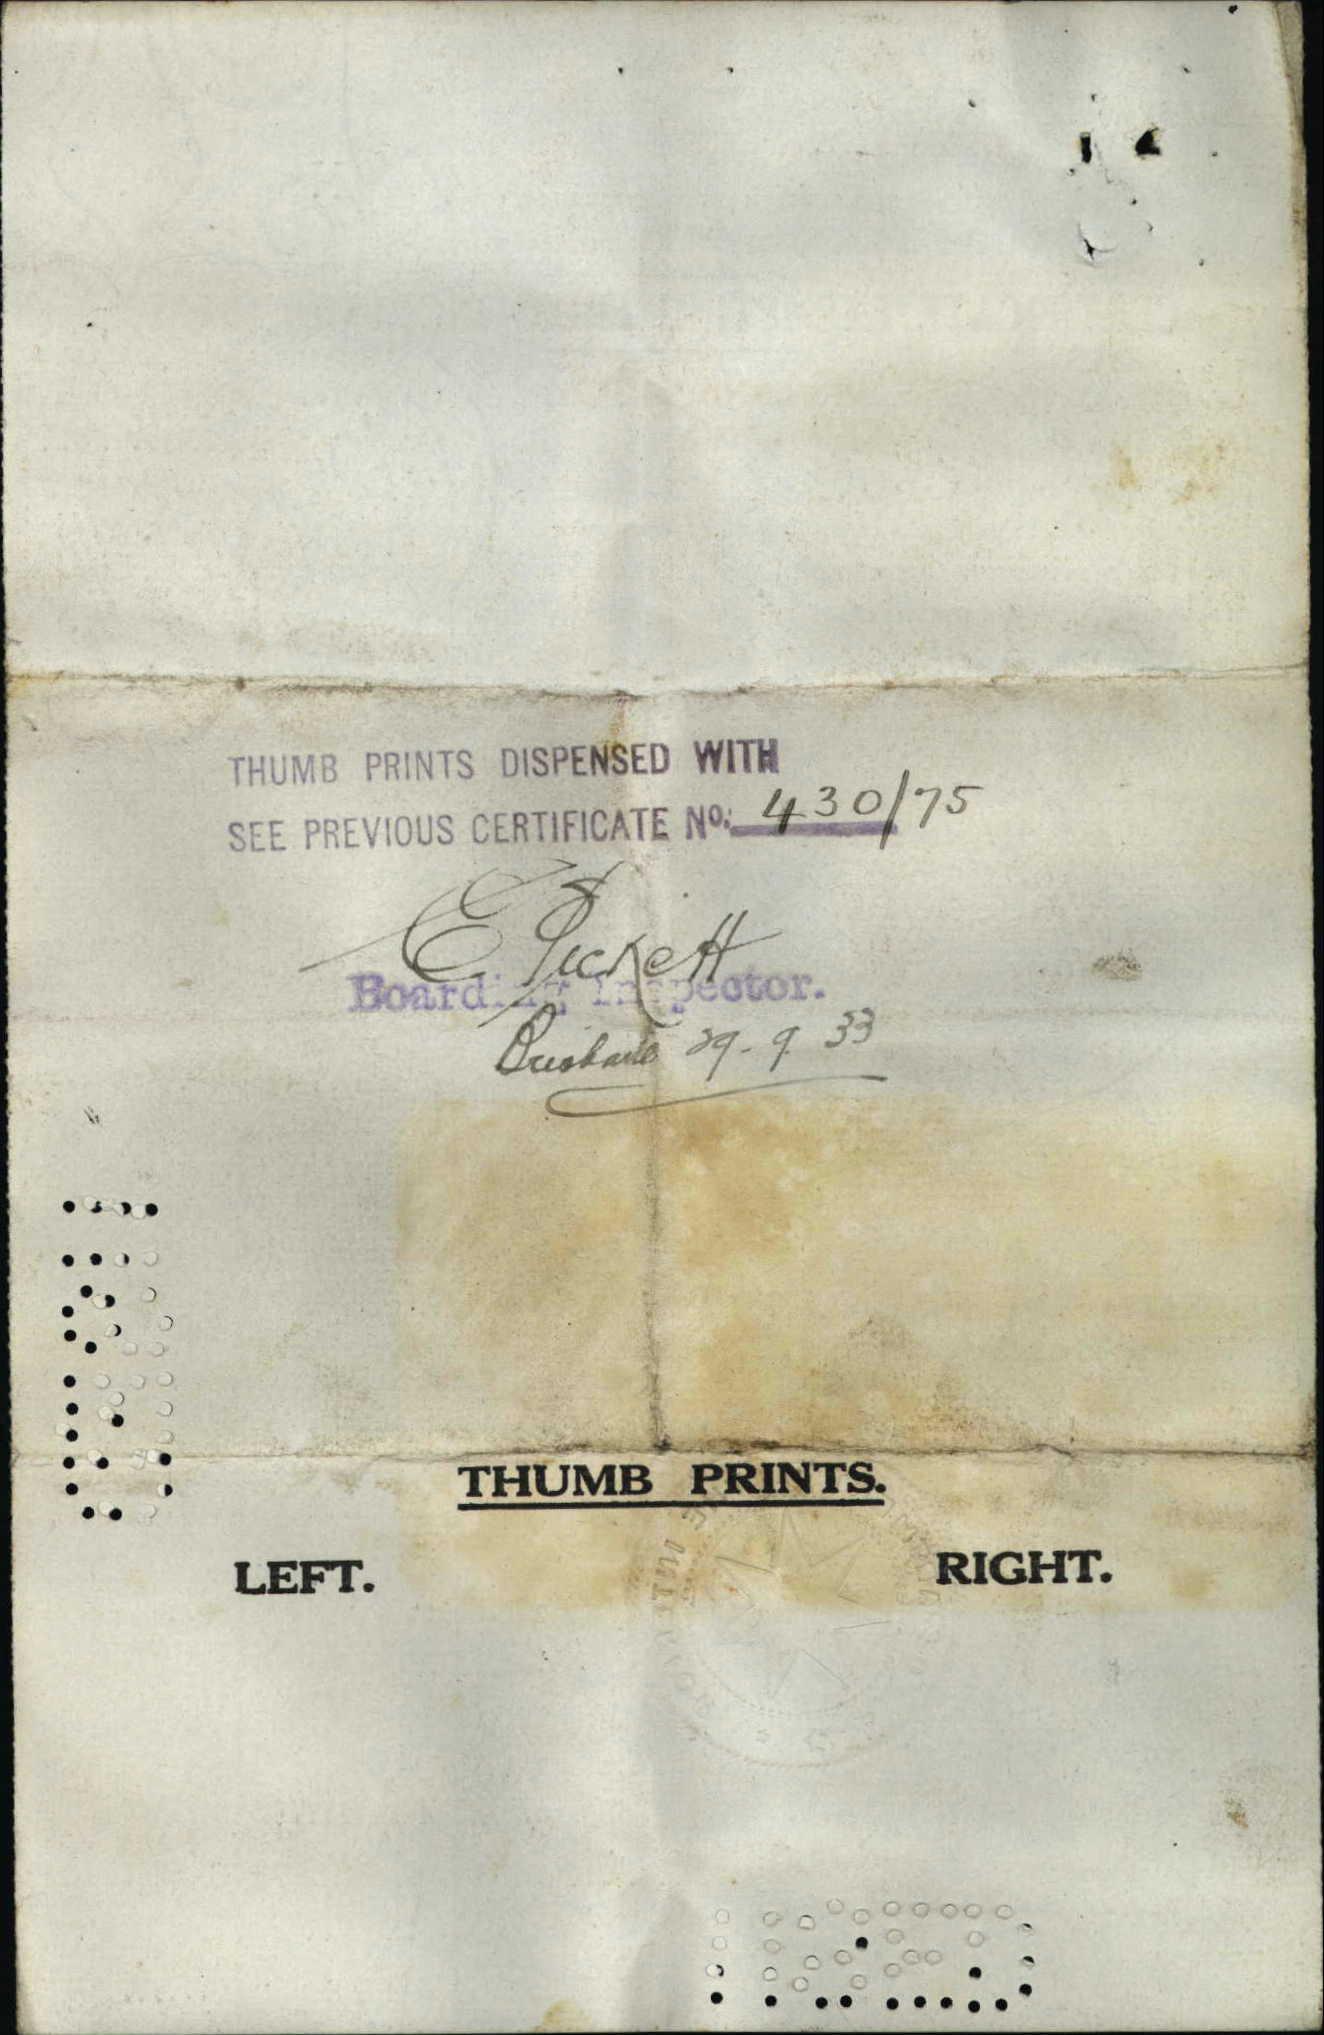 THUMB PRINTS DISPENSED WITH
SEE PREVIOUS CERTIFICATE No: 430/75
E Pickett
Boarding Inspector.
Brisbane 29. 9. 33
THUMB PRINTS.
LEFT. RIGHT.